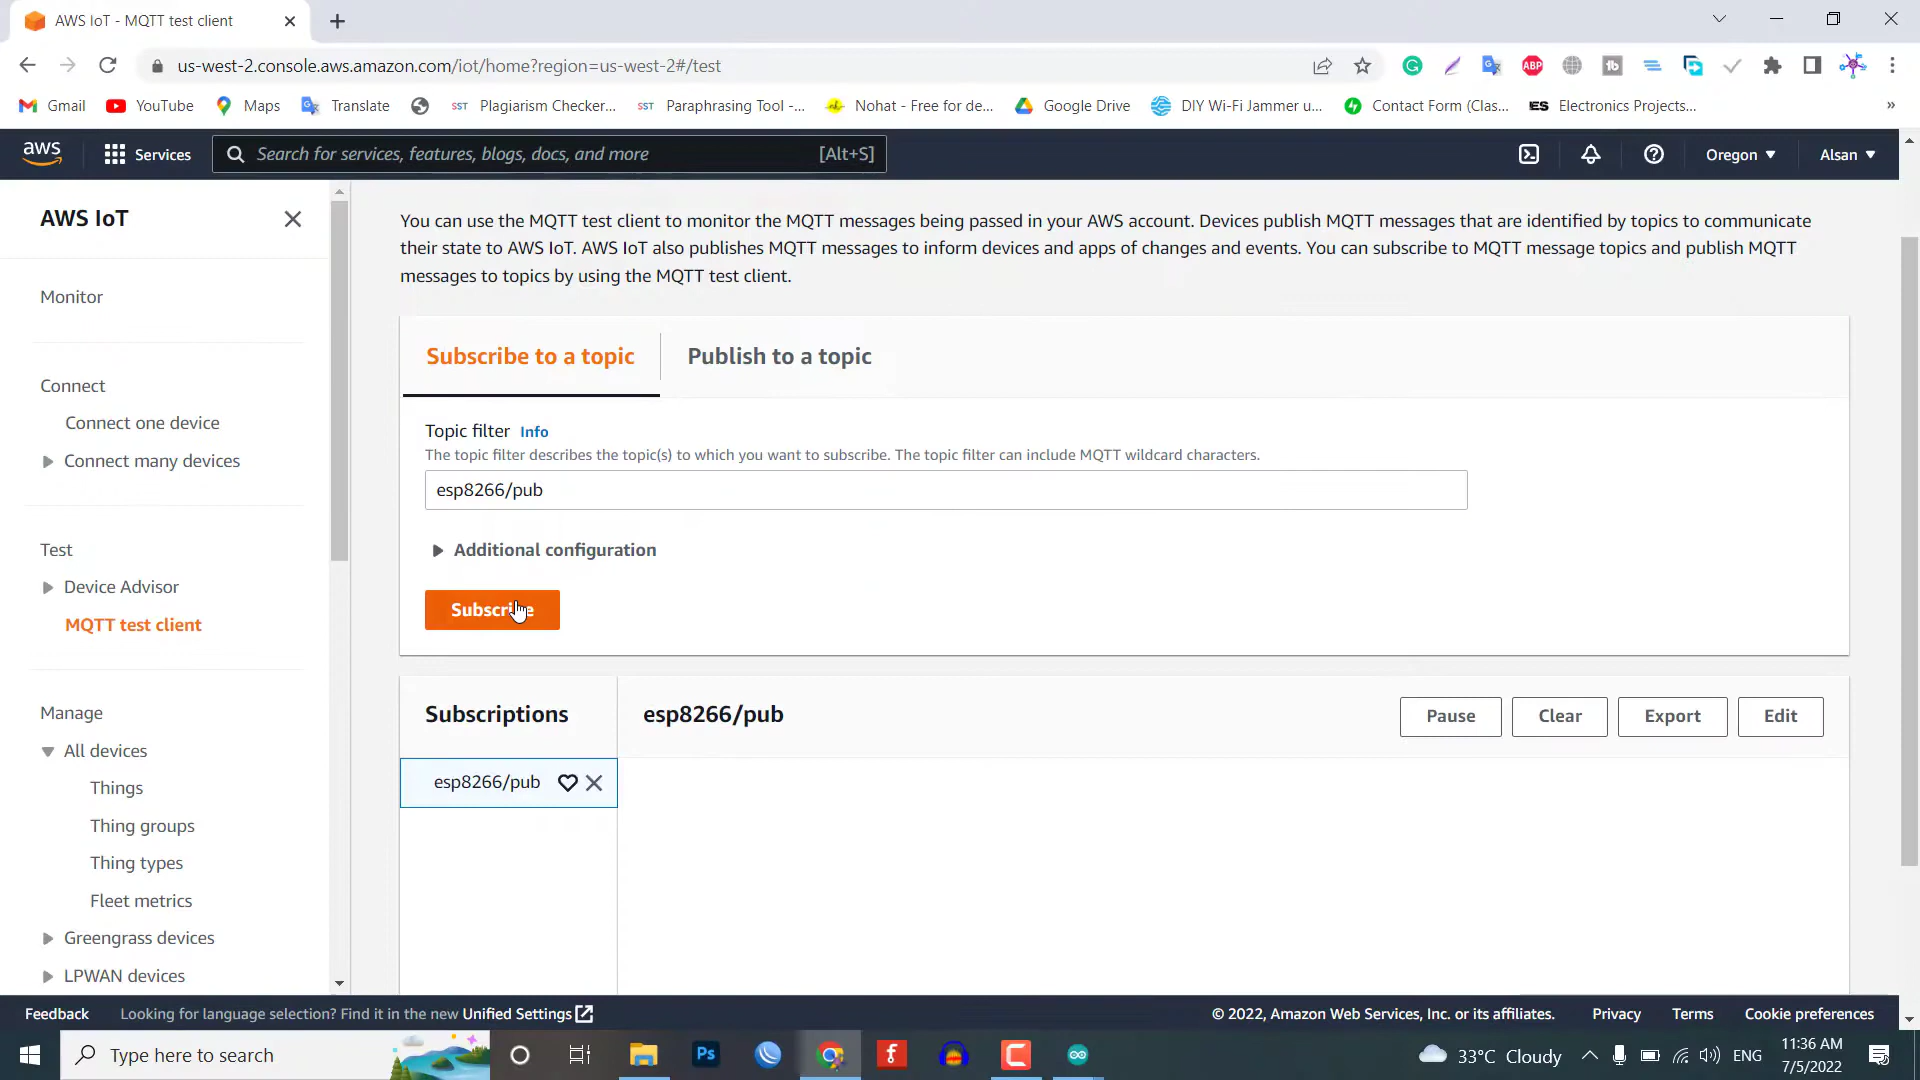 AWS IoT - MQTT test client
us-west-2.console.aws.amazon.com/iot/home?region=us-west-2#/test
Gmail YouTube Maps Translate SST Plagiarism Checker... SST Paraphrasing Tool -... Nohat - Free for de... Google Drive DIY Wi-Fi Jammer u... Contact Form (Clas... ES Electronics Projects... »
aws Services Search for services, features, blogs, docs, and more [Alt+S] Oregon Alsan
AWS IoT
Monitor
Connect
Connect one device
Connect many devices
Test
Device Advisor
MQTT test client
Manage
All devices
Things
Thing groups
Thing types
Fleet metrics
Greengrass devices
LPWAN devices
You can use the MQTT test client to monitor the MQTT messages being passed in your AWS account. Devices publish MQTT messages that are identified by topics to communicate
their state to AWS IoT. AWS IoT also publishes MQTT messages to inform devices and apps of changes and events. You can subscribe to MQTT message topics and publish MQTT
messages to topics by using the MQTT test client.
Subscribe to a topic Publish to a topic
Topic filter Info
The topic filter describes the topic(s) to which you want to subscribe. The topic filter can include MQTT wildcard characters.
esp8266/pub
Additional configuration
Subscribe
Subscriptions esp8266/pub Pause Clear Export Edit
esp8266/pub
Feedback Looking for language selection? Find it in the new Unified Settings © 2022, Amazon Web Services, Inc. or its affiliates. Privacy Terms Cookie preferences
Type here to search Ps f 33°C Cloudy ENG 11:36 AM
7/5/2022